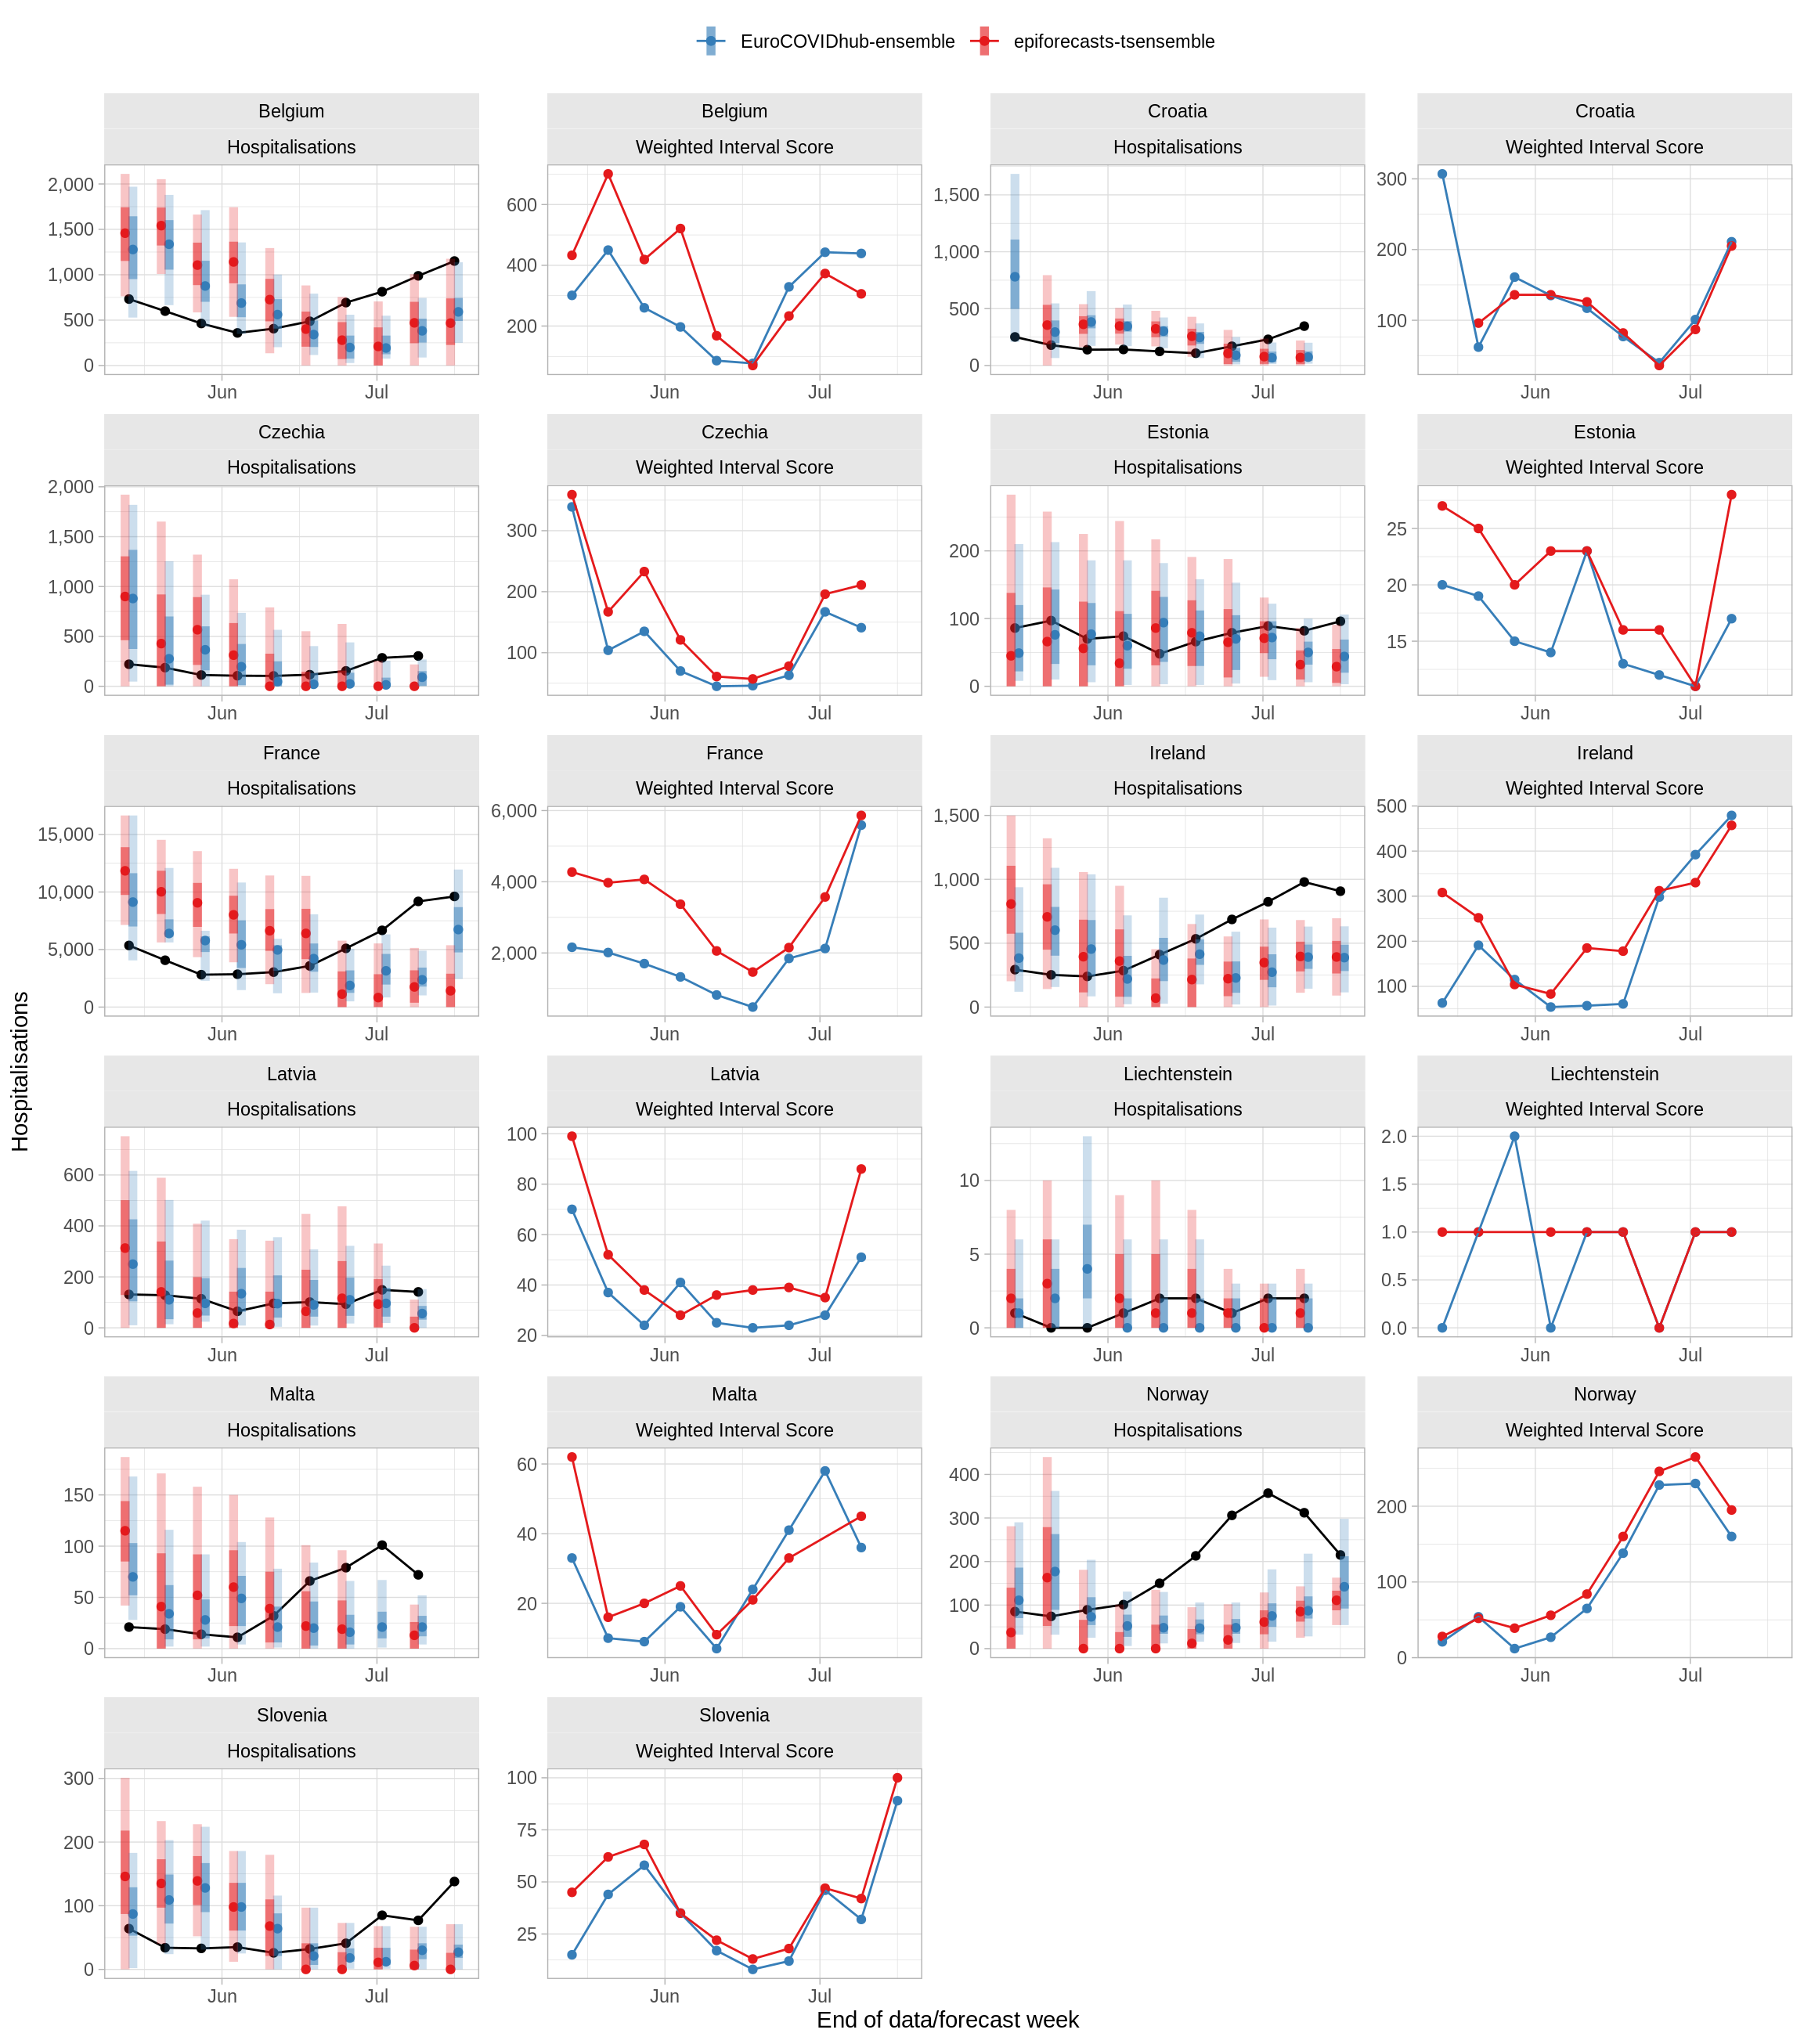 EuroCOVIDhub-ensemble epiforecasts-tsensemble
Belgium Belgium Croatia Croatia
Hospitalisations Weighted Interval Score Hospitalisations Weighted Interval Score
2,000 1,500 1,000 500 0 600 400 200 1,500 1,000 500 0 300 200 100
Jun Jul Jun Jul Jun Jul Jun Jul
Czechia Czechia Estonia Estonia
Hospitalisations Weighted Interval Score Hospitalisations Weighted Interval Score
2,000 1,500 1,000 500 0 300 200 100 200 100 0 25 20 15
Jun Jul Jun Jul Jun Jul Jun Jul
France France Ireland Ireland
Hospitalisations Weighted Interval Score Hospitalisations Weighted Interval Score
15,000 10,000 5,000 0 6,000 4,000 2,000 1,500 1,000 500 0 500 400 300 200 100
Jun Jul Jun Jul Jun Jul Jun Jul
Hospitalisations
Latvia Latvia Liechtenstein Liechtenstein
Hospitalisations Weighted Interval Score Hospitalisations Weighted Interval Score
600 400 200 0 100 80 60 40 20 10 5 0 2.0 1.5 1.0 0.5 0.0
Jun Jul Jun Jul Jun Jul Jun Jul
Malta Malta Norway Norway
Hospitalisations Weighted Interval Score Hospitalisations Weighted Interval Score
150 100 50 0 60 40 20 400 300 200 100 0 200 100 0
Jun Jul Jun Jul Jun Jul Jun Jul
Slovenia Slovenia
Hospitalisations Weighted Interval Score
300 200 100 0 100 75 50 25
Jun Jul Jun Jul
End of data/forecast week